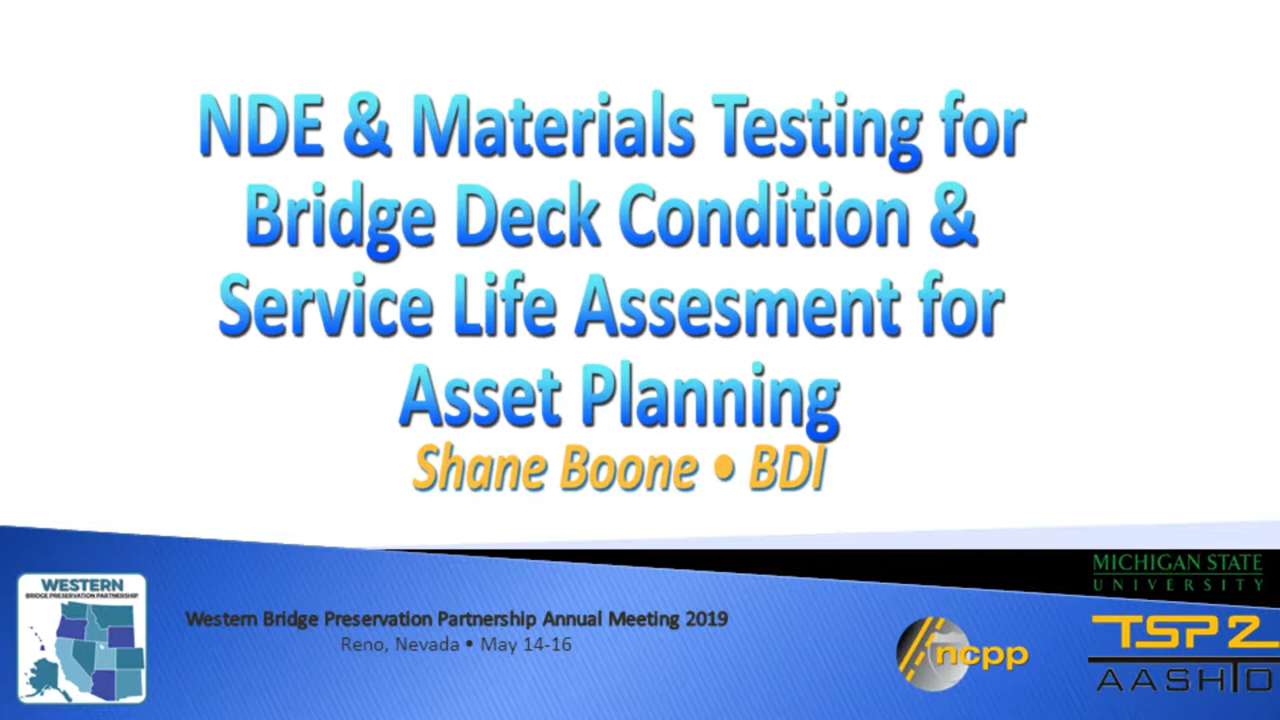 NDE & Materials Testing for
Bridge Deck Condition &
Service Life Assesment for
Asset Planning
Shane Boone • BDI
WESTERN
BRIDGE PRESERVATION PARTNERSHIP
Western Bridge Preservation Partnership Annual Meeting 2019
Reno, Nevada • May 14-16
ncpp
MICHIGAN STATE
UNIVERSITY
TSP2
AASHTO